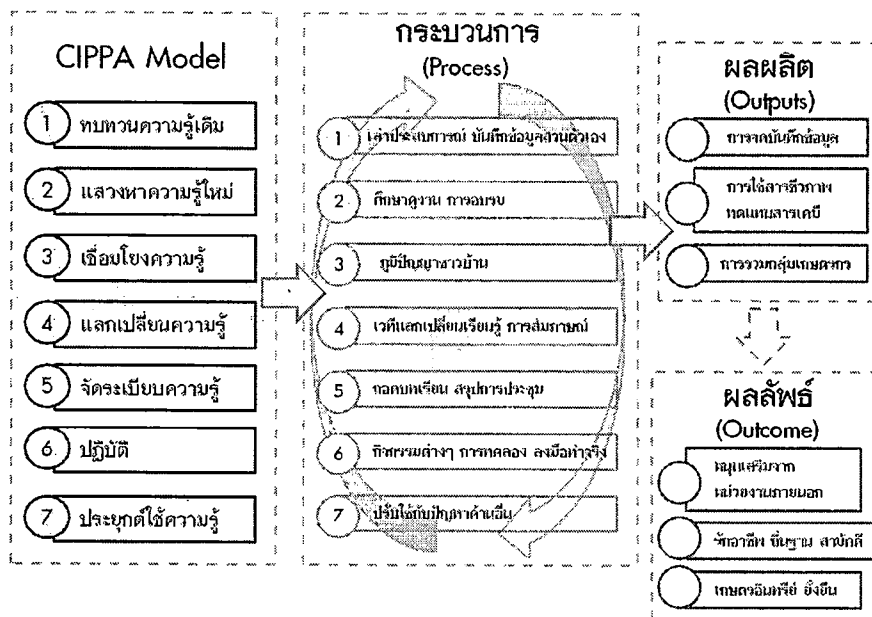 CIPPA Model
1 ทบทวนความรู้เดิม
2 แสวงหาความรู้ใหม่
3 เชื่อมโยงความรู้
4 แลกเปลี่ยนความรู้
5 จัดระเบียบความรู้
6 ปฏิบัติ
7 ประยุกต์ใช้ความรู้
กระบวนการ
(Process)
1 เล่าประสบการณ์ บันทึกข้อมูลส่วนตัวเอง
2 ศึกษาดูงาน การอบรม
3 ภูมิปัญญาชาวบ้าน
4 เวทีแลกเปลี่ยนเรียนรู้ การสัมภาษณ์
5 ถอดบทเรียน สรุปการประชุม
6 กิจกรรมต่างๆ การทดลอง ลงมือทำจริง
7 ปรับใช้กับปัญหาด้านอื่น
ผลผลิต
(Outputs)
การจดบันทึกข้อมูล
การใช้สารชีวภาพ
ทดแทนสารเคมี
การรวมกลุ่มเกษตรกร
ผลลัพธ์
(Outcome)
หนุนเสริมจาก
หน่วยงานภายนอก
รักอาชีพ ถิ่นฐาน สามัคคี
เกษตรอินทรีย์ ยั่งยืน